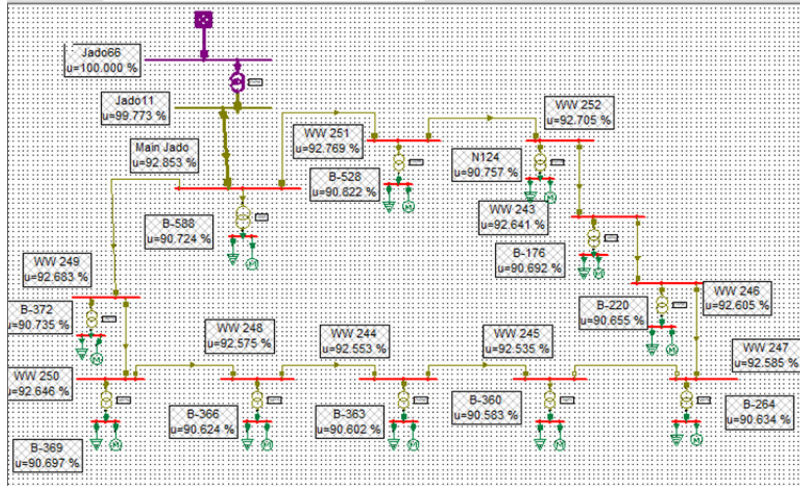 Jado66
u=100.000 %
Jado11
u=99.773 %
Main Jado
u=92.853 %
WW 251
u=92.769 %
WW 252
u=92.705 %
B-528
u=90.822 %
N124
u=90.757 %
B-588
u=90.724 %
WW 243
u=92.641 %
B-176
u=90.692 %
WW 249
u=92.683 %
B-372
u=90.735 %
B-220
u=90.655 %
WW 246
u=92.605 %
WW 248
u=92.575 %
WW 244
u=92.553 %
WW 245
u=92.535 %
WW 247
u=92.585 %
WW 250
u=92.646 %
B-366
u=90.624 %
B-363
u=90.602 %
B-360
u=90.583 %
B-264
u=90.634 %
B-369
u=90.697 %